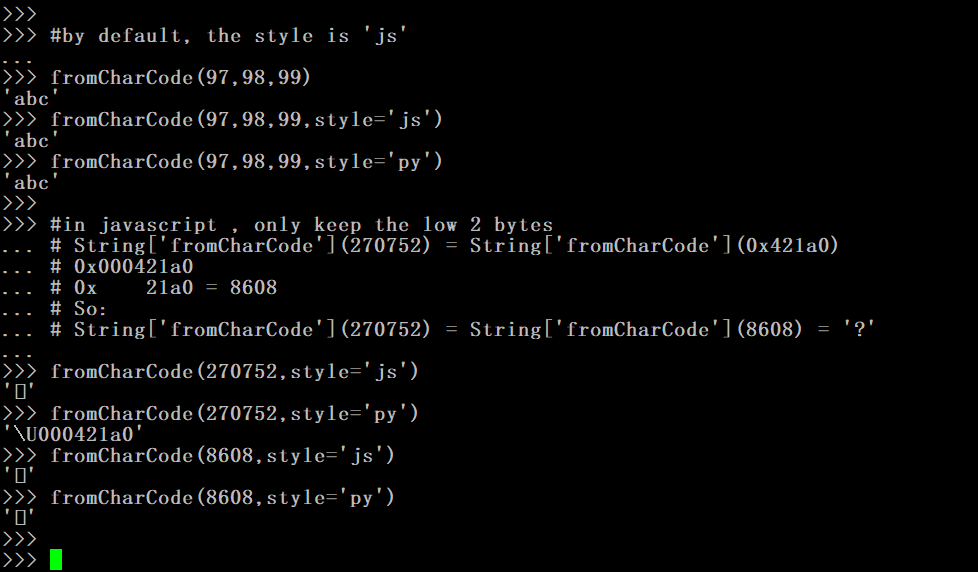 >>>
>>> #by default, the style is 'js'
...
>>> fromCharCode(97,98,99)
'abc'
>>> fromCharCode(97,98,99,style='js')
'abc'
>>> fromCharCode(97,98,99,style='py')
'abc'
>>>
>>> #in javascript , only keep the low 2 bytes
... # String['fromCharCode'](270752) = String['fromCharCode'](0x421a0)
... # 0x000421a0
... # 0x    21a0 = 8608
... # So:
... # String['fromCharCode'](270752) = String['fromCharCode'](8608) = '?'
...
>>> fromCharCode(270752,style='js')
'▯'
>>> fromCharCode(270752,style='py')
'\U000421a0'
>>> fromCharCode(8608,style='js')
'▯'
>>> fromCharCode(8608,style='py')
'▯'
>>>
>>>